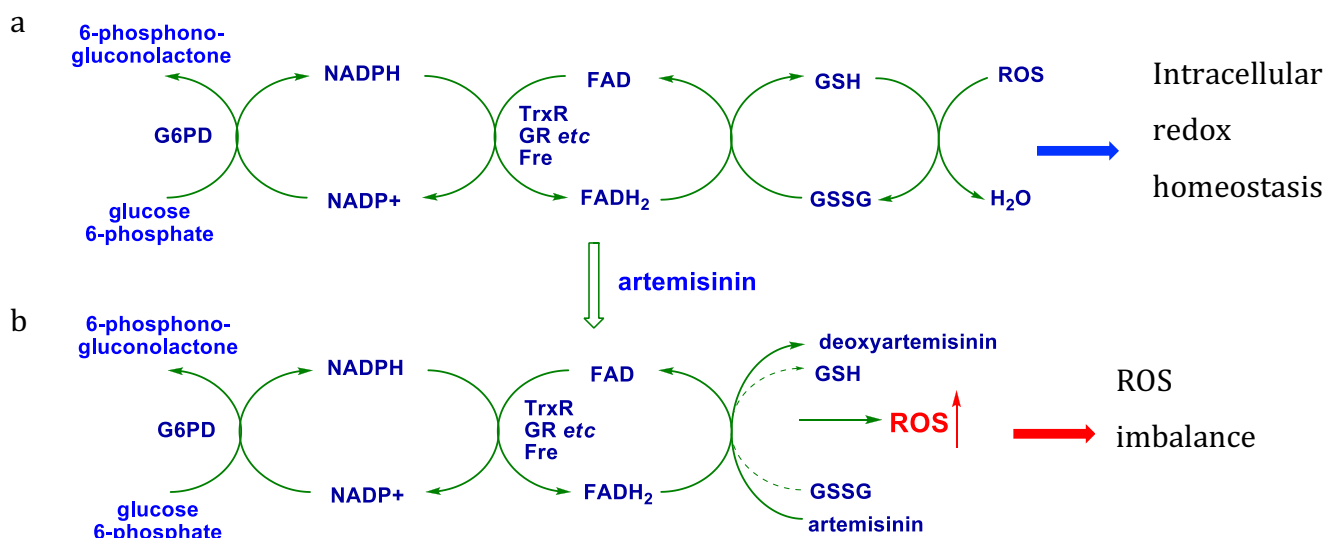 a
6-phosphono-
gluconolactone
NADPH
FAD
GSH
ROS
Intracellular
redox
homeostasis
G6PD
TrxR
GR etc
Fre
glucose
6-phosphate
NADP+
FADH2
GSSG
H2O
artemisinin
b
6-phosphono-
gluconolactone
NADPH
FAD
deoxyartemisinin
GSH
ROS
ROS
imbalance
G6PD
TrxR
GR etc
Fre
glucose
6-phosphate
NADP+
FADH2
GSSG
artemisinin